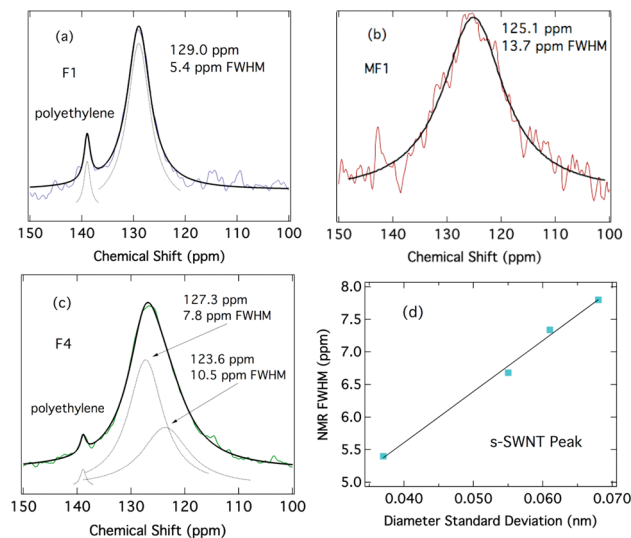 (a)
129.0 ppm
5.4 ppm FWHM
F1
polyethylene
150 140 130 120 110 100
Chemical Shift (ppm)
(b)
125.1 ppm
13.7 ppm FWHM
MF1
150 140 130 120 110 100
Chemical Shift (ppm)
(c)
127.3 ppm
7.8 ppm FWHM
F4
123.6 ppm
10.5 ppm FWHM
polyethylene
150 140 130 120 110 100
Chemical Shift (ppm)
(d)
8.0
7.5
7.0
6.5
6.0
5.5
5.0
NMR FWHM (ppm)
s-SWNT Peak
0.040 0.050 0.060 0.070
Diameter Standard Deviation (nm)